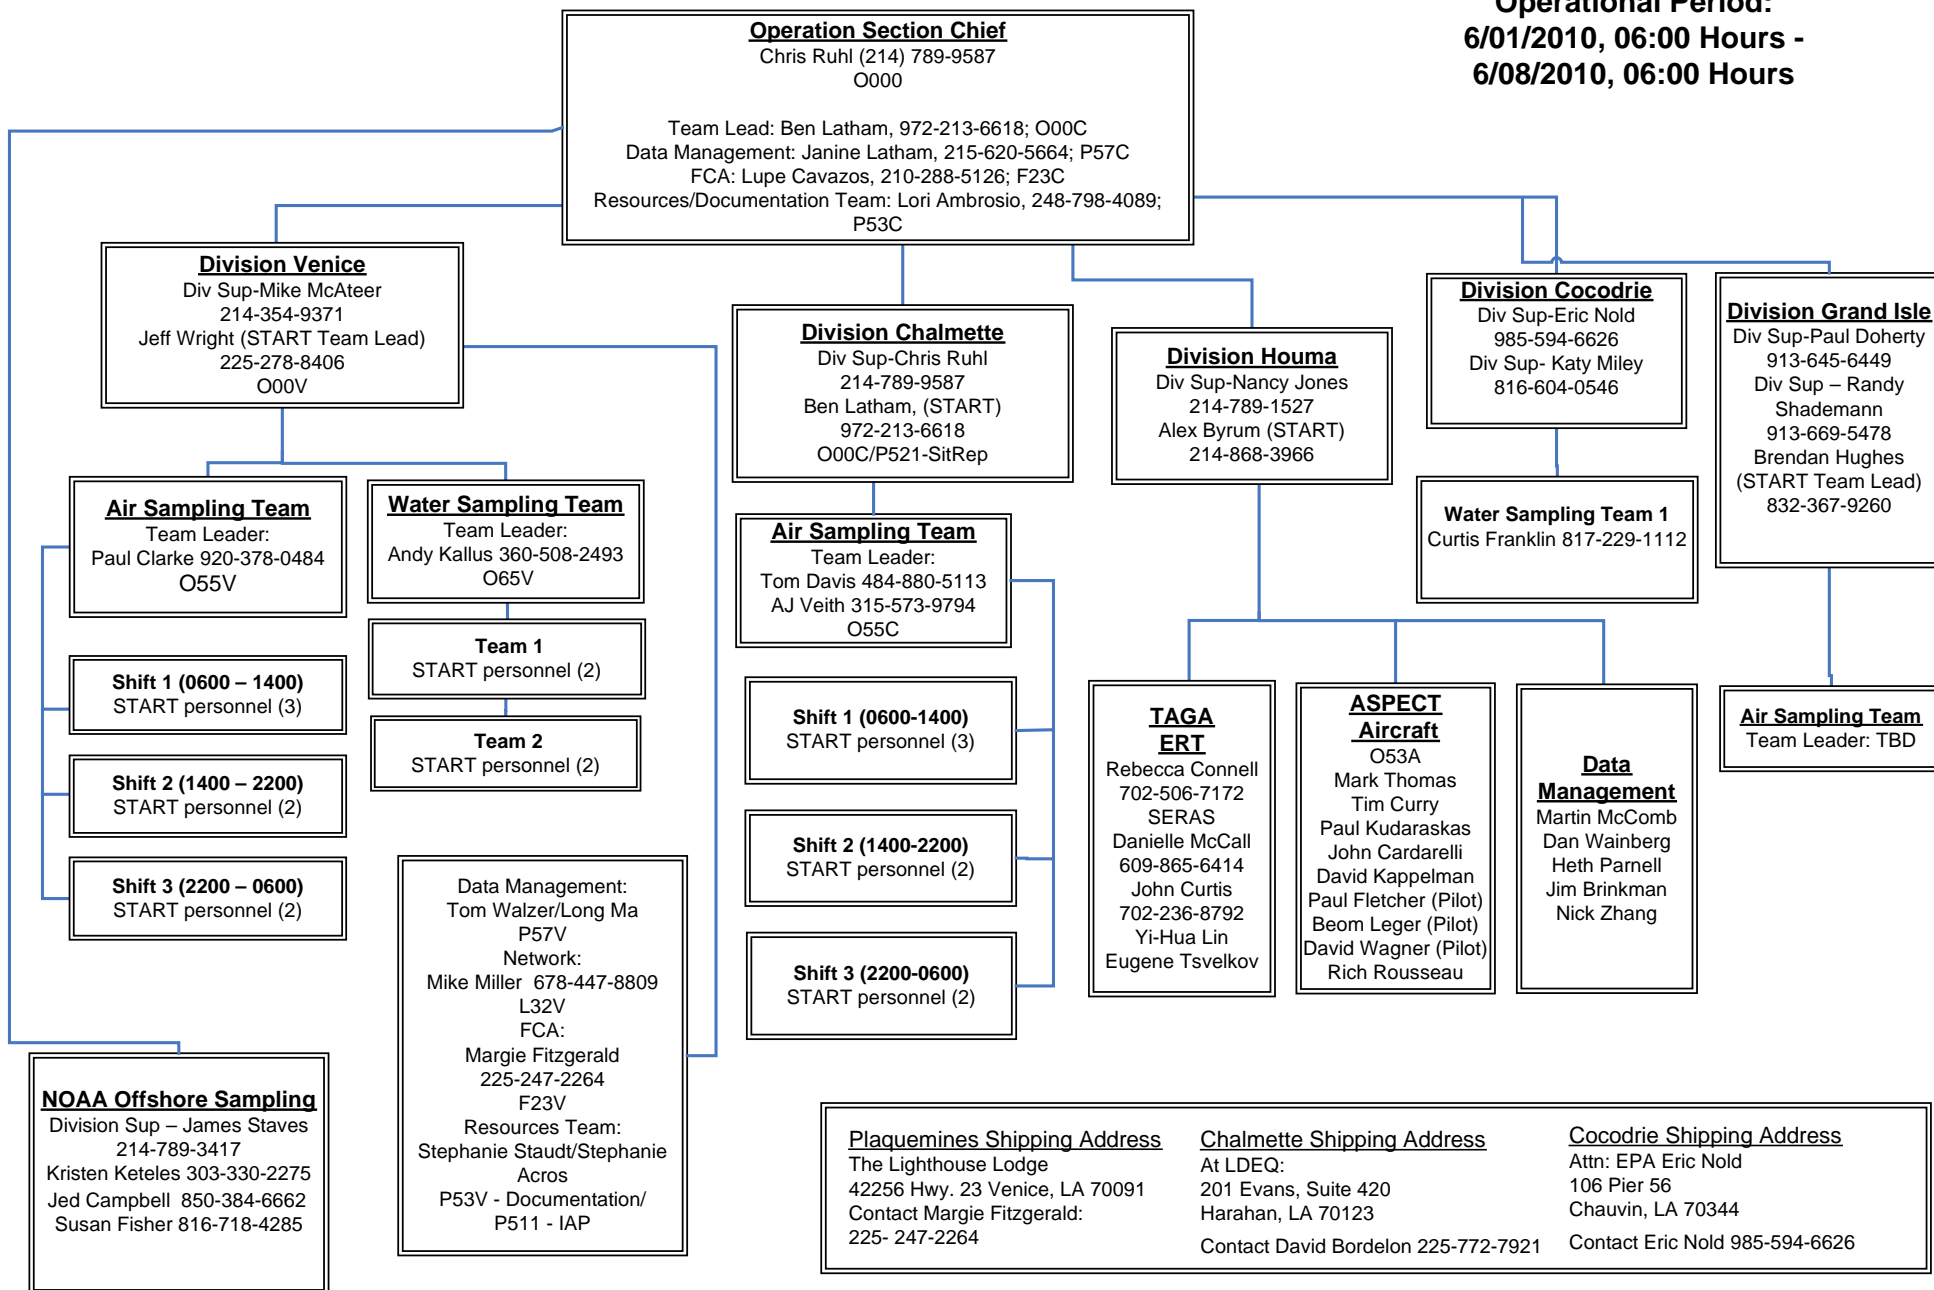 Operational Period:
6/01/2010, 06:00 Hours -
6/08/2010, 06:00 Hours
Operation Section Chief
Chris Ruhl (214) 789-9587
O000
Team Lead: Ben Latham, 972-213-6618; O00C
Data Management: Janine Latham, 215-620-5664; P57C
FCA: Lupe Cavazos, 210-288-5126; F23C
Resources/Documentation Team: Lori Ambrosio, 248-798-4089;
P53C
Division Venice
Div Sup-Mike McAteer
214-354-9371
Jeff Wright (START Team Lead)
225-278-8406
O00V
Division Chalmette
Div Sup-Chris Ruhl
214-789-9587
Ben Latham, (START)
972-213-6618
O00C/P521-SitRep
Division Houma
Div Sup-Nancy Jones
214-789-1527
Alex Byrum (START)
214-868-3966
Division Cocodrie
Div Sup-Eric Nold
985-594-6626
Div Sup- Katy Miley
816-604-0546
Division Grand Isle
Div Sup-Paul Doherty
913-645-6449
Div Sup – Randy
Shademann
913-669-5478
Brendan Hughes
(START Team Lead)
832-367-9260
Air Sampling Team
Team Leader:
Paul Clarke 920-378-0484
O55V
Water Sampling Team
Team Leader:
Andy Kallus 360-508-2493
O65V
Air Sampling Team
Team Leader:
Tom Davis 484-880-5113
AJ Veith 315-573-9794
O55C
Water Sampling Team 1
Curtis Franklin 817-229-1112
Shift 1 (0600 – 1400)
START personnel (3)
Shift 2 (1400 – 2200)
START personnel (2)
Shift 3 (2200 – 0600)
START personnel (2)
Team 1
START personnel (2)
Team 2
START personnel (2)
Shift 1 (0600-1400)
START personnel (3)
Shift 2 (1400-2200)
START personnel (2)
Shift 3 (2200-0600)
START personnel (2)
TAGA
ERT
Rebecca Connell
702-506-7172
SERAS
Danielle McCall
609-865-6414
John Curtis
702-236-8792
Yi-Hua Lin
Eugene Tsvelkov
ASPECT
Aircraft
O53A
Mark Thomas
Tim Curry
Paul Kudaraskas
John Cardarelli
David Kappelman
Paul Fletcher (Pilot)
Beom Leger (Pilot)
David Wagner (Pilot)
Rich Rousseau
Data
Management
Martin McComb
Dan Wainberg
Heth Parnell
Jim Brinkman
Nick Zhang
Air Sampling Team
Team Leader: TBD
Data Management:
Tom Walzer/Long Ma
P57V
Network:
Mike Miller  678-447-8809
L32V
FCA:
Margie Fitzgerald
225-247-2264
F23V
Resources Team:
Stephanie Staudt/Stephanie
Acros
P53V - Documentation/
P511 - IAP
NOAA Offshore Sampling
Division Sup – James Staves
214-789-3417
Kristen Keteles 303-330-2275
Jed Campbell  850-384-6662
Susan Fisher 816-718-4285
Plaquemines Shipping Address
The Lighthouse Lodge
42256 Hwy. 23 Venice, LA 70091
Contact Margie Fitzgerald:
225- 247-2264
Chalmette Shipping Address
At LDEQ:
201 Evans, Suite 420
Harahan, LA 70123
Contact David Bordelon 225-772-7921
Cocodrie Shipping Address
Attn: EPA Eric Nold
106 Pier 56
Chauvin, LA 70344
Contact Eric Nold 985-594-6626